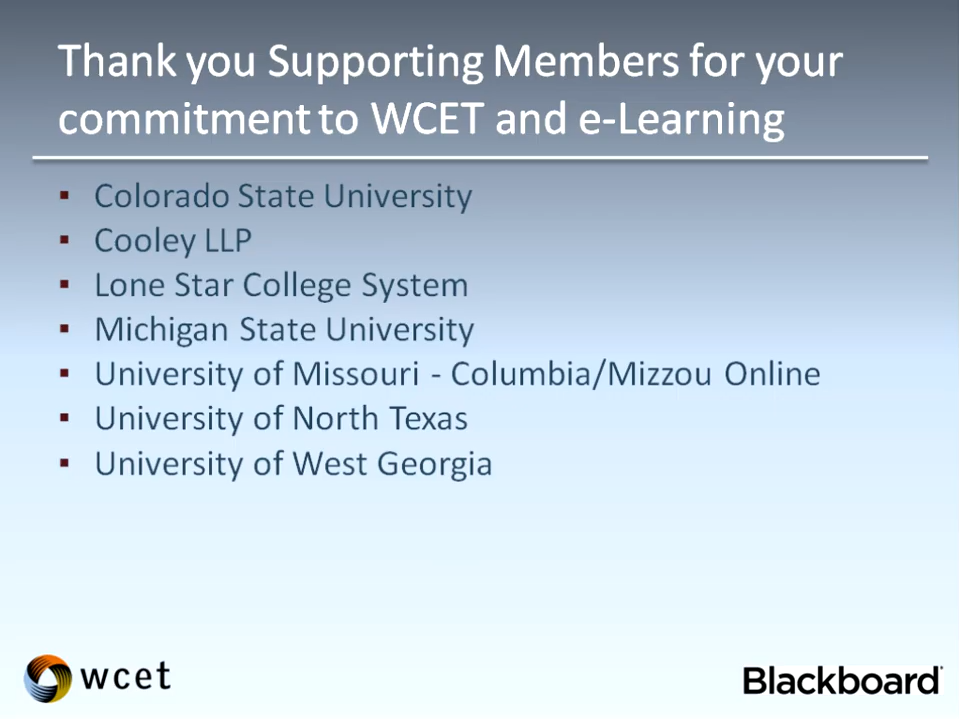 Thank you Supporting Members for your
commitment to WCET and e-Learning
▪ Colorado State University
▪ Cooley LLP
▪ Lone Star College System
▪ Michigan State University
▪ University of Missouri - Columbia/Mizzou Online
▪ University of North Texas
▪ University of West Georgia
wcet
Blackboard